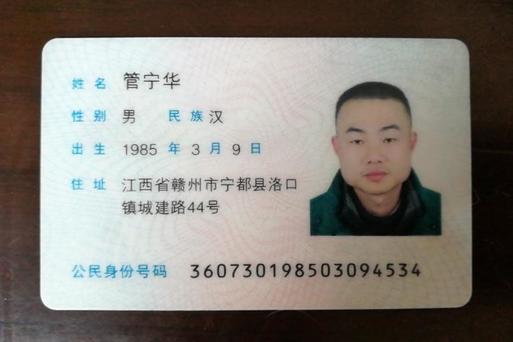 姓名 管宁华
性别 男 民族 汉
出生 1985 年 3 月 9 日
住址 江西省赣州市宁都县洛口
镇城建路44号
公民身份号码 360730198503094534